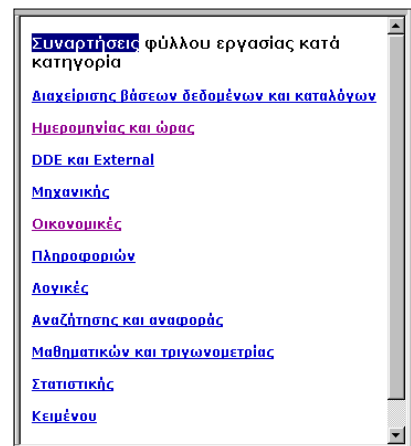 Συναρτήσεις φύλλου εργασίας κατά
κατηγορία
Διαχείρισης βάσεων δεδομένων και καταλόγων
Ημερομηνίας και ώρας
DDE και External
Μηχανικής
Οικονομικές
Πληροφοριών
Λογικές
Αναζήτησης και αναφοράς
Μαθηματικών και τριγωνομετρίας
Στατιστικής
Κειμένου